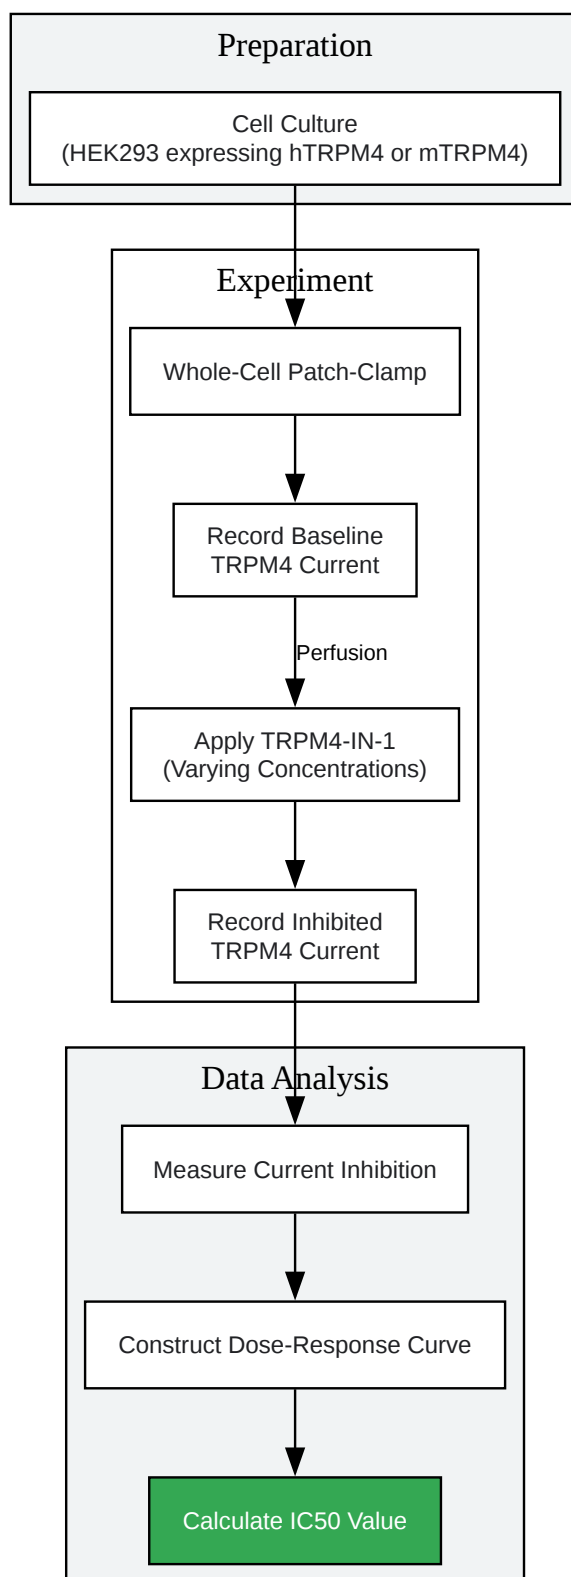 Preparation
Cell Culture
(HEK293 expressing hTRPM4 or mTRPM4)
Experiment
Whole-Cell Patch-Clamp
Record Baseline
TRPM4 Current
Perfusion
Apply TRPM4-IN-1
(Varying Concentrations)
Record Inhibited
TRPM4 Current
Data Analysis
Measure Current Inhibition
Construct Dose-Response Curve
Calculate IC50 Value